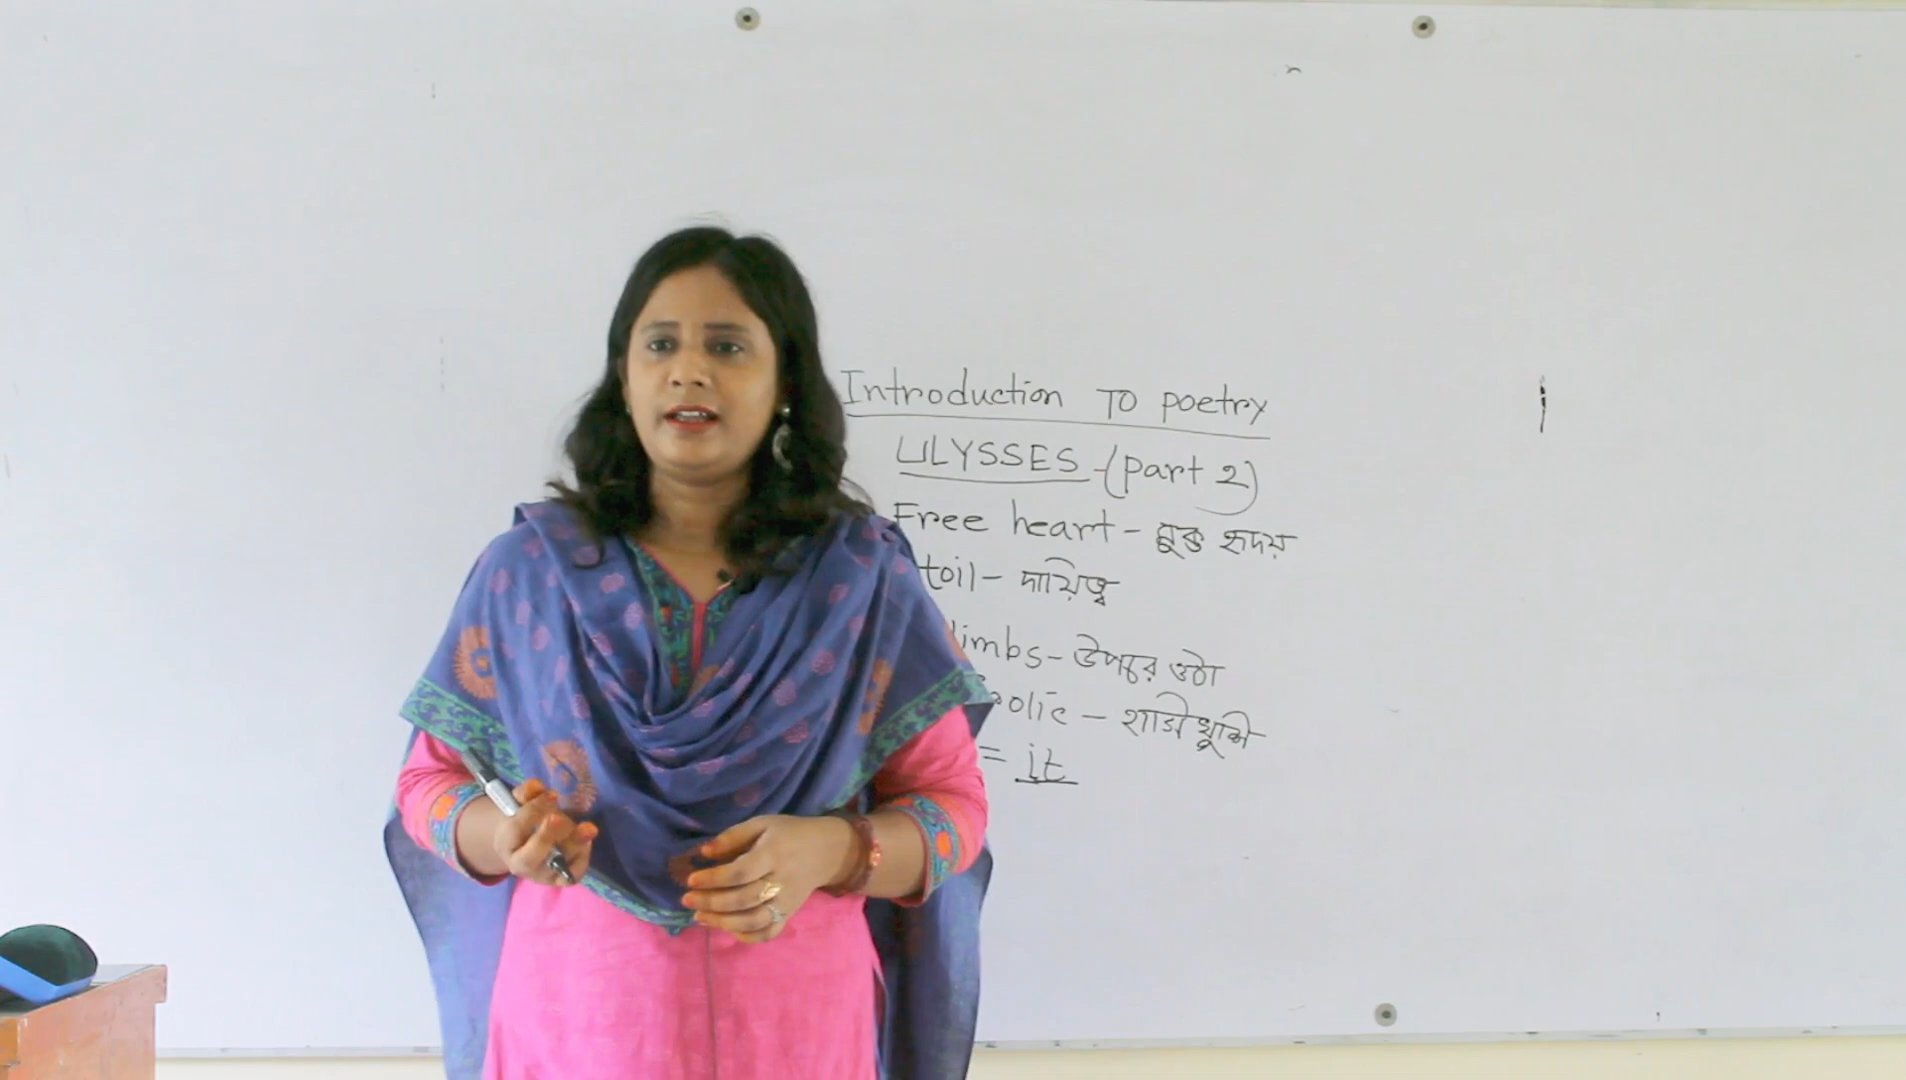 Introduction To poetry
ULYSSES - (part 2)
Free heart - মুক্ত হৃদয়
toil - দায়িত্ব
limbs - উপরে ওঠা
olic -
= it